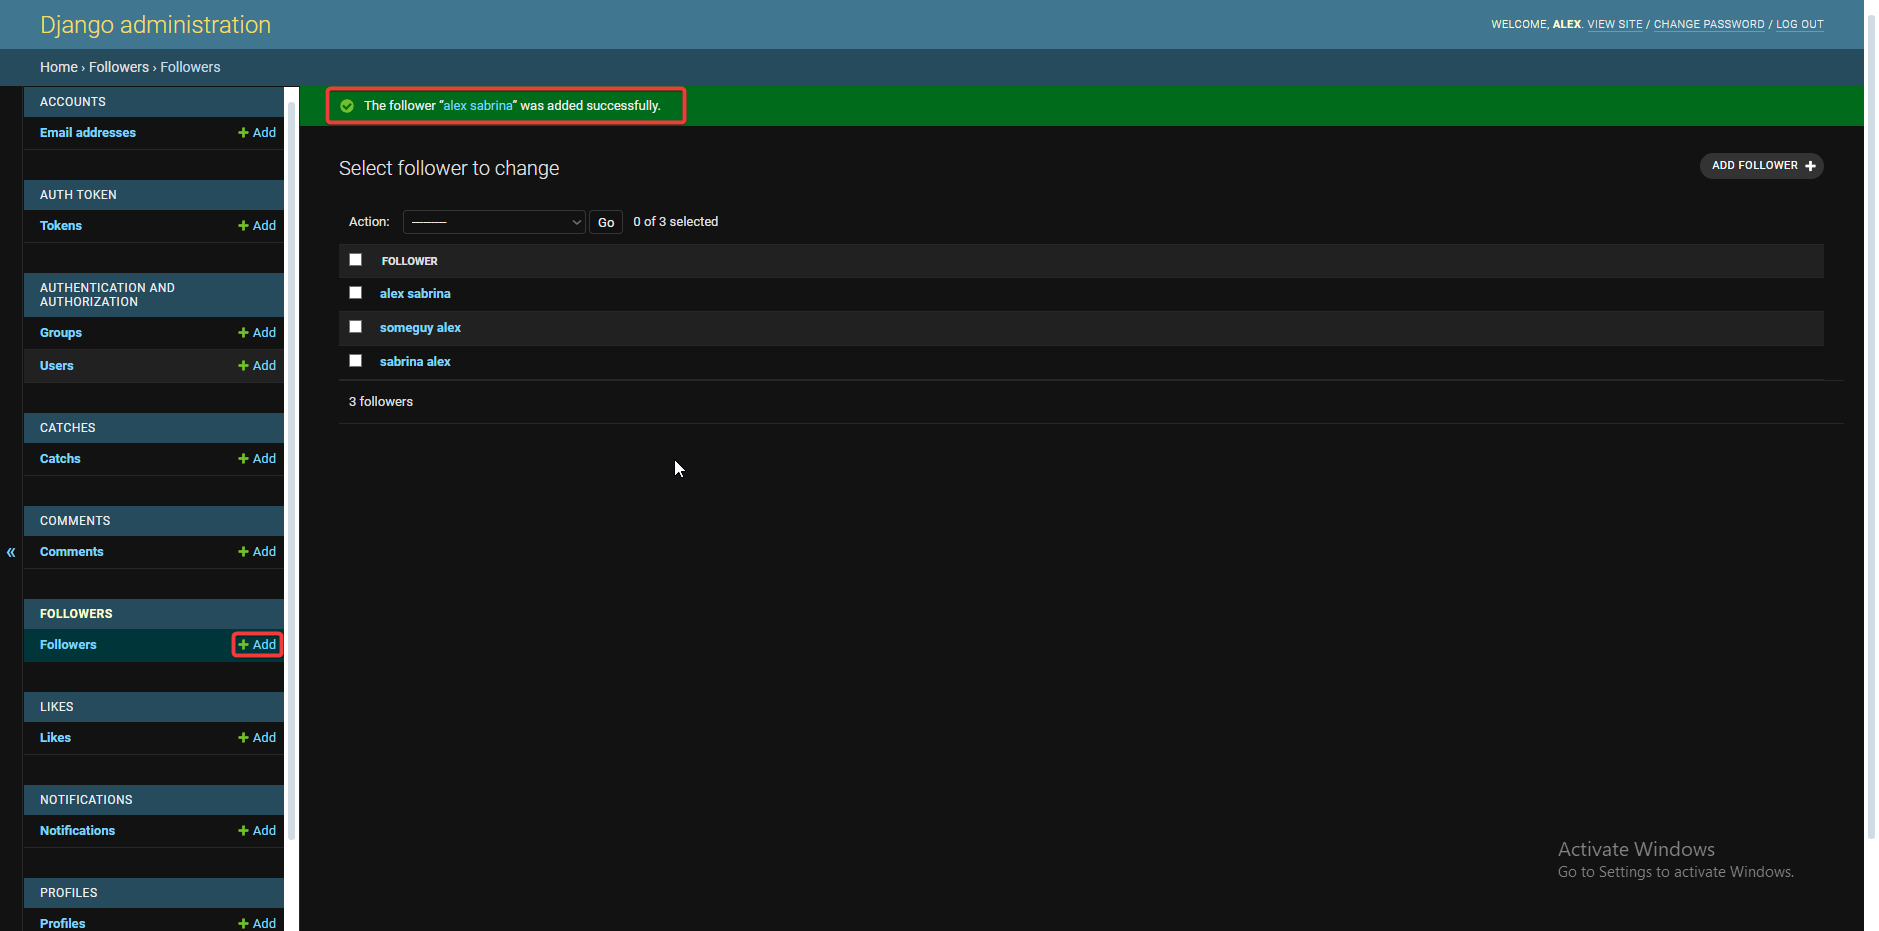 Django administration
WELCOME, ALEX. VIEW SITE / CHANGE PASSWORD / LOG OUT
Home › Followers › Followers
ACCOUNTS
Email addresses Add
AUTH TOKEN
Tokens Add
AUTHENTICATION AND
AUTHORIZATION
Groups Add
Users Add
CATCHES
Catchs Add
COMMENTS
Comments Add
FOLLOWERS
Followers Add
LIKES
Likes Add
NOTIFICATIONS
Notifications Add
PROFILES
Profiles Add
«
The follower “alex sabrina” was added successfully.
Select follower to change
ADD FOLLOWER
Action: --------- Go 0 of 3 selected
FOLLOWER
alex sabrina
someguy alex
sabrina alex
3 followers
Activate Windows
Go to Settings to activate Windows.